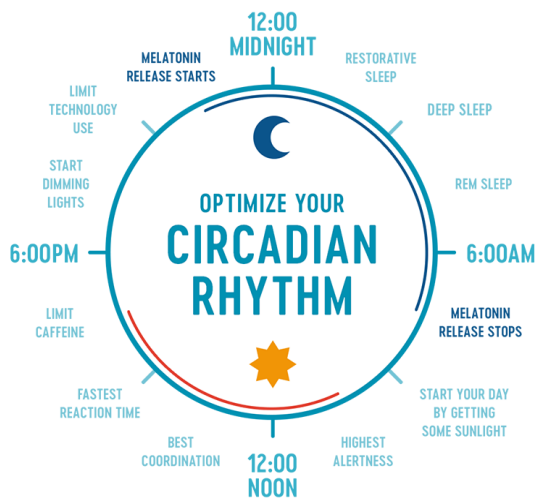 12:00
MIDNIGHT
RESTORATIVE
SLEEP
DEEP SLEEP
REM SLEEP
6:00AM
MELATONIN
RELEASE STOPS
START YOUR DAY
BY GETTING
SOME SUNLIGHT
HIGHEST
ALERTNESS
12:00
NOON
BEST
COORDINATION
FASTEST
REACTION TIME
LIMIT
CAFFEINE
6:00PM
START
DIMMING
LIGHTS
LIMIT
TECHNOLOGY
USE
MELATONIN
RELEASE STARTS
OPTIMIZE YOUR
CIRCADIAN
RHYTHM